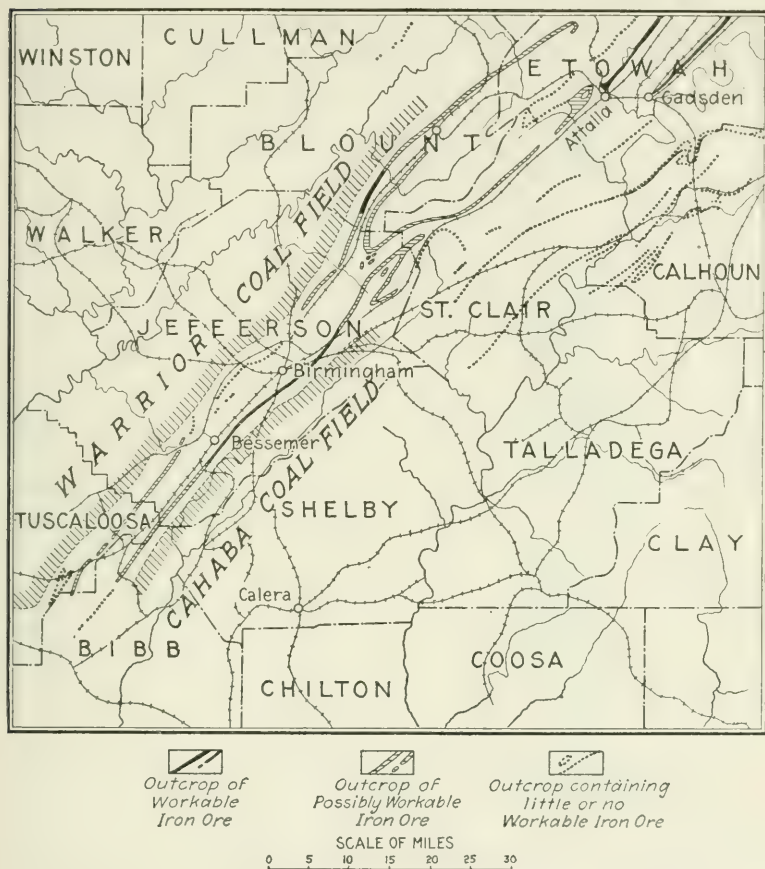 WINSTON
CULLMAN
ETOWAH
Gadsden
Attalla
BLOUNT
WALKER
WARRIOR COAL FIELD
CALHOUN
JEFFERSON
ST. CLAIR
Birmingham
Bessemer
TALLADEGA
CAHABA COAL FIELD
SHELBY
TUSCALOOSA
CLAY
Calera
BIBB
COOSA
CHILTON
Outcrop of
Workable
Iron Ore
Outcrop of
Possibly Workable
Iron Ore
Outcrop containing
little or no
Workable Iron Ore
SCALE OF MILES
0 5 10 15 20 25 30